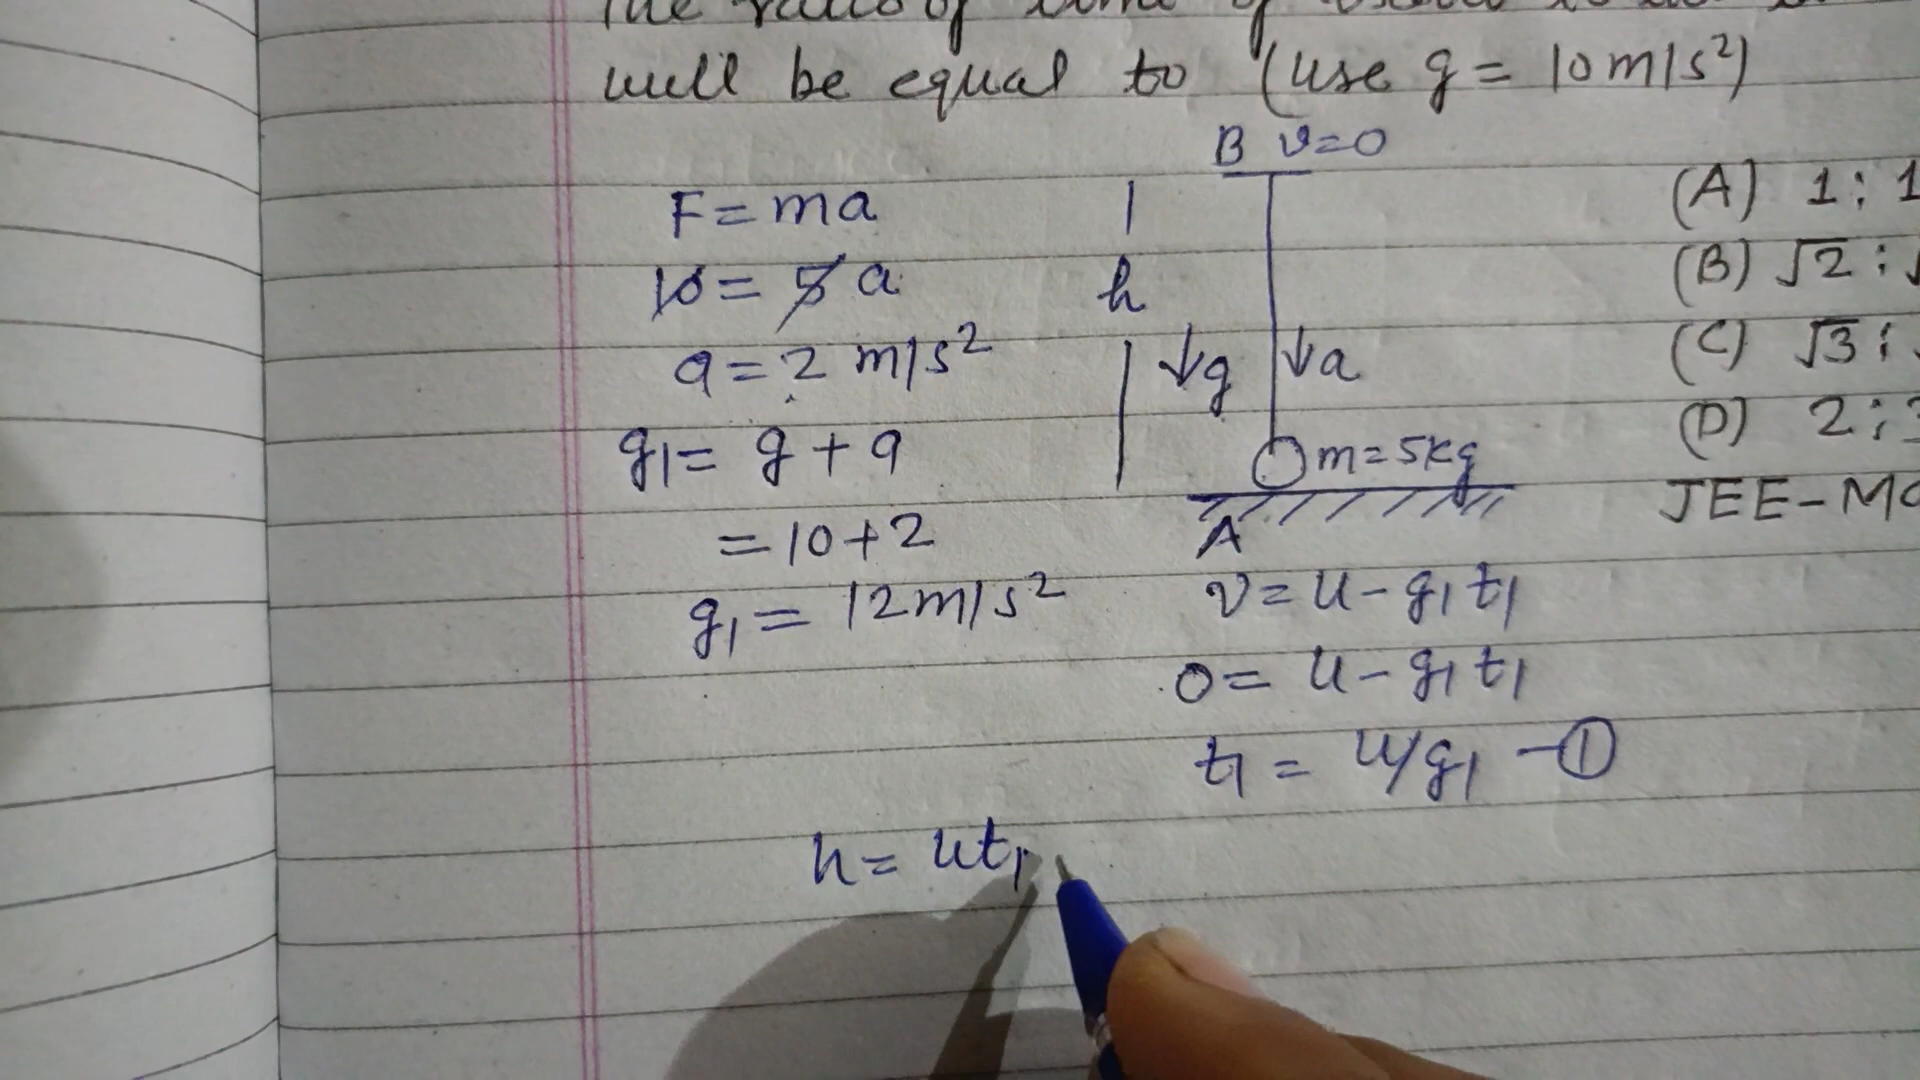 will be equal to (use g = 10 m/s²)
B v=0
F = ma
10 = 5 a
a = 2 m/s²
g₁ = g + a
= 10+2
g₁ = 12 m/s²
h
↓g
↓a
m = 5kg
A
v = u - g₁ t₁
0 = u - g₁ t₁
t₁ = u/g₁ —①
h = ut₁
(A) 1 : 1
(B) √2 :
(C) √3 :
(D) 2 :
JEE-